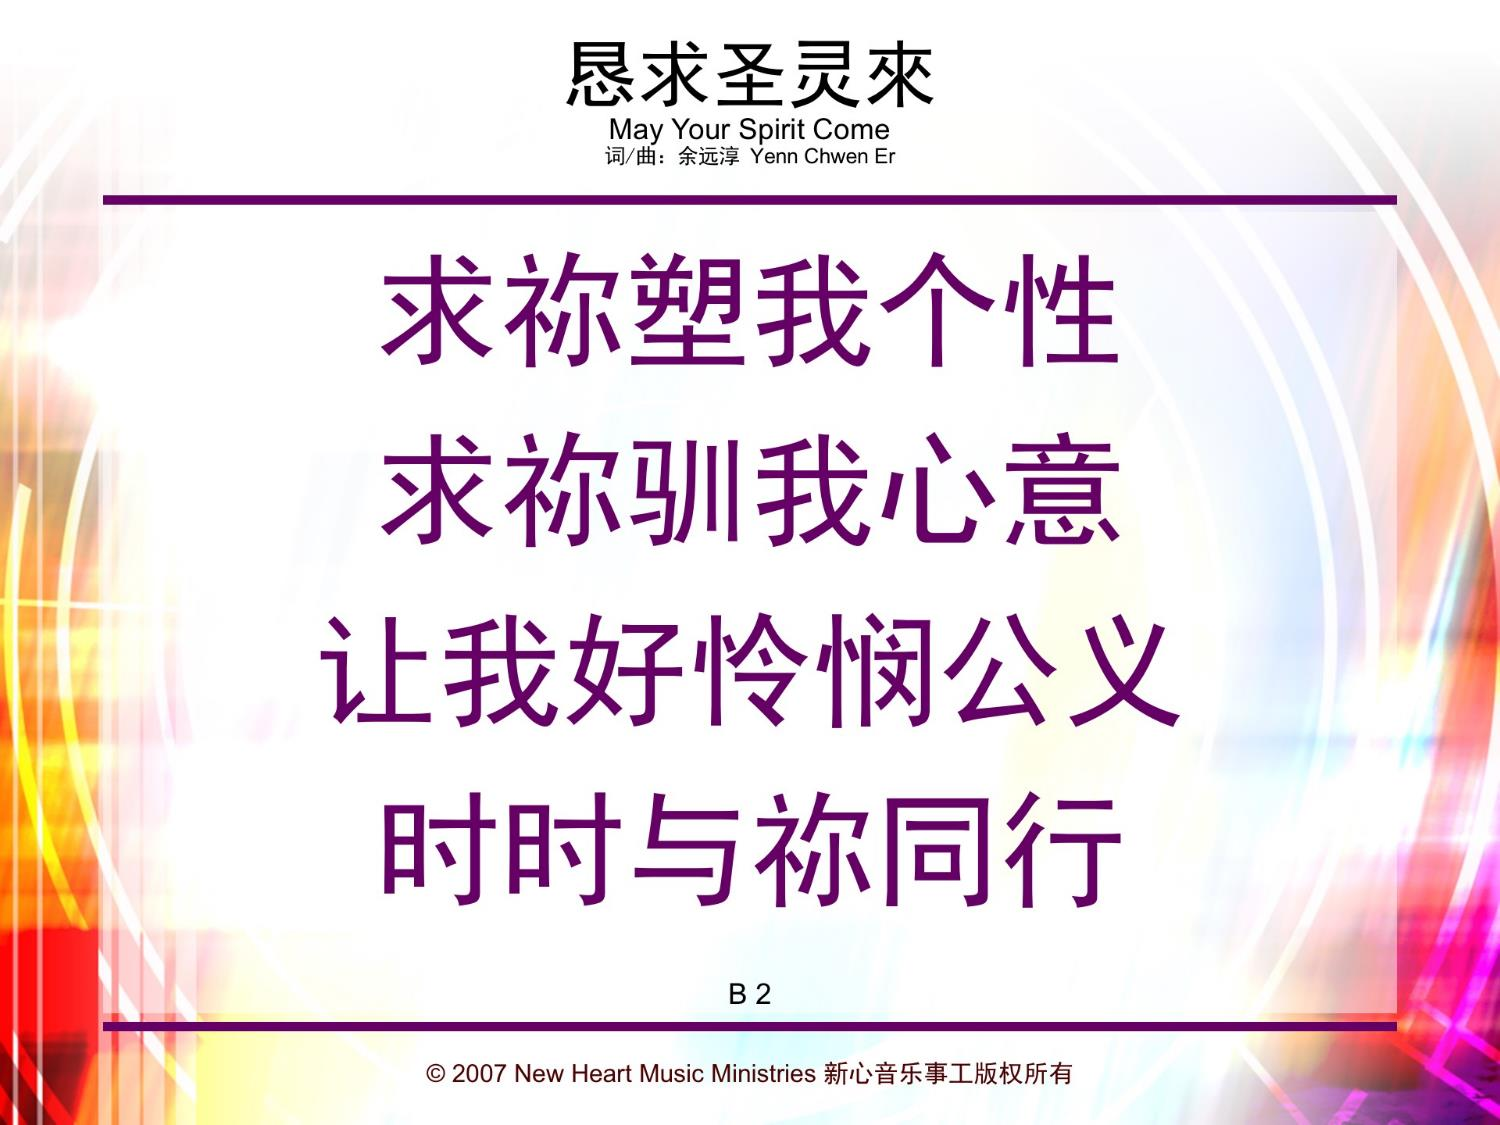 恳求圣灵來
May Your Spirit Come
词/曲：余远淳 Yenn Chwen Er
求祢塑我个性
求祢驯我心意
让我好怜悯公义
时时与祢同行
B 2
© 2007 New Heart Music Ministries 新心音乐事工版权所有